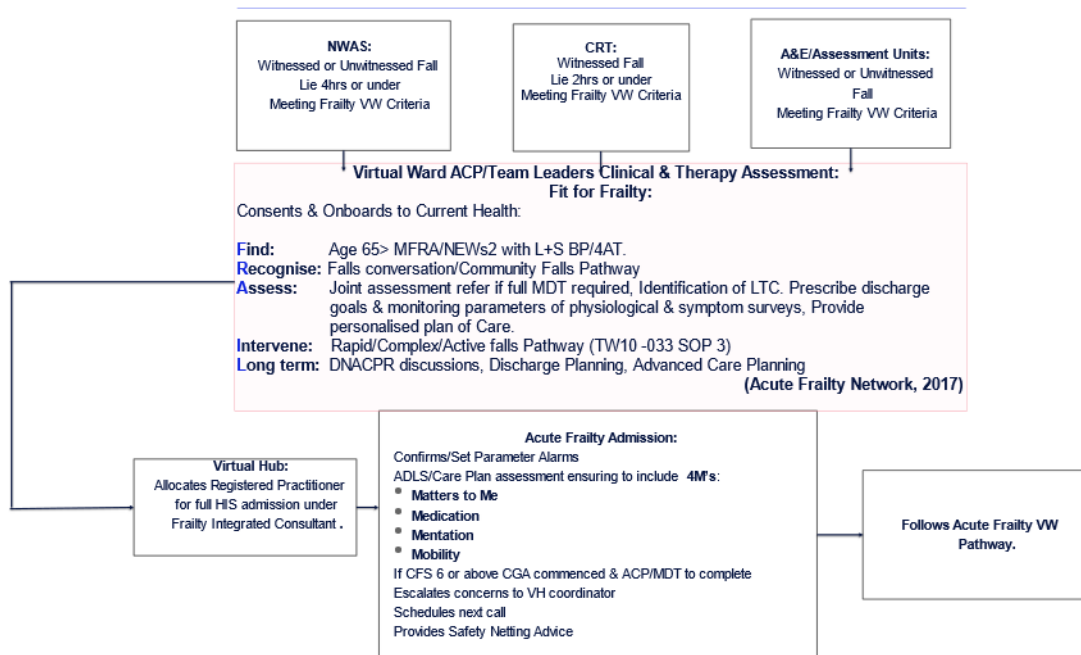 NWAS:
Witnessed or Unwitnessed Fall
Lie 4hrs or under
Meeting Frailty VW Criteria
CRT:
Witnessed Fall
Lie 2hrs or under
Meeting Frailty VW Criteria
A&E/Assessment Units:
Witnessed or Unwitnessed
Fall
Meeting Frailty VW Criteria
Virtual Ward ACP/Team Leaders Clinical & Therapy Assessment:
Fit for Frailty:
Consents & Onboards to Current Health:
Find: Age 65> MFRA/NEWs2 with L+S BP/4AT.
Recognise: Falls conversation/Community Falls Pathway
Assess: Joint assessment refer if full MDT required, Identification of LTC. Prescribe discharge
goals & monitoring parameters of physiological & symptom surveys, Provide
personalised plan of Care.
Intervene: Rapid/Complex/Active falls Pathway (TW10 -033 SOP 3)
Long term: DNACPR discussions, Discharge Planning, Advanced Care Planning
(Acute Frailty Network, 2017)
Virtual Hub:
Allocates Registered Practitioner
for full HIS admission under
Frailty Integrated Consultant .
Acute Frailty Admission:
Confirms/Set Parameter Alarms
ADLS/Care Plan assessment ensuring to include 4M's:
• Matters to Me
• Medication
• Mentation
• Mobility
If CFS 6 or above CGA commenced & ACP/MDT to complete
Escalates concerns to VH coordinator
Schedules next call
Provides Safety Netting Advice
Follows Acute Frailty VW
Pathway.